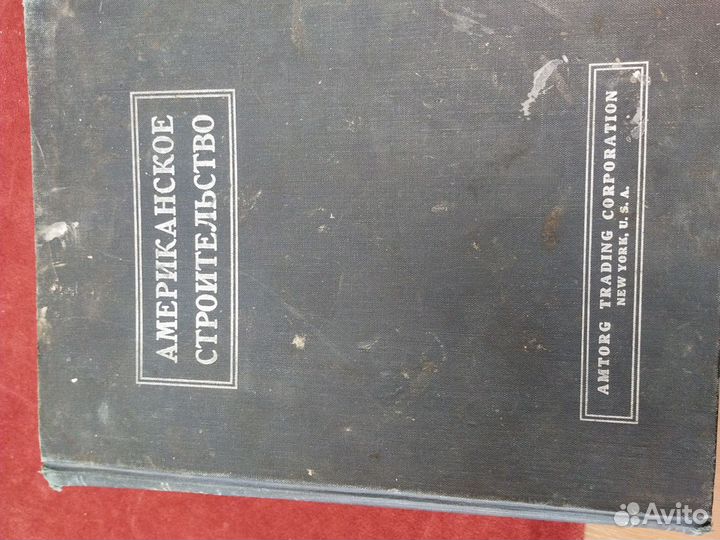 АМЕРИКАНСКОЕ
СТРОИТЕЛЬСТВО
AMTORG TRADING CORPORATION
NEW YORK, U. S. A.
Avito